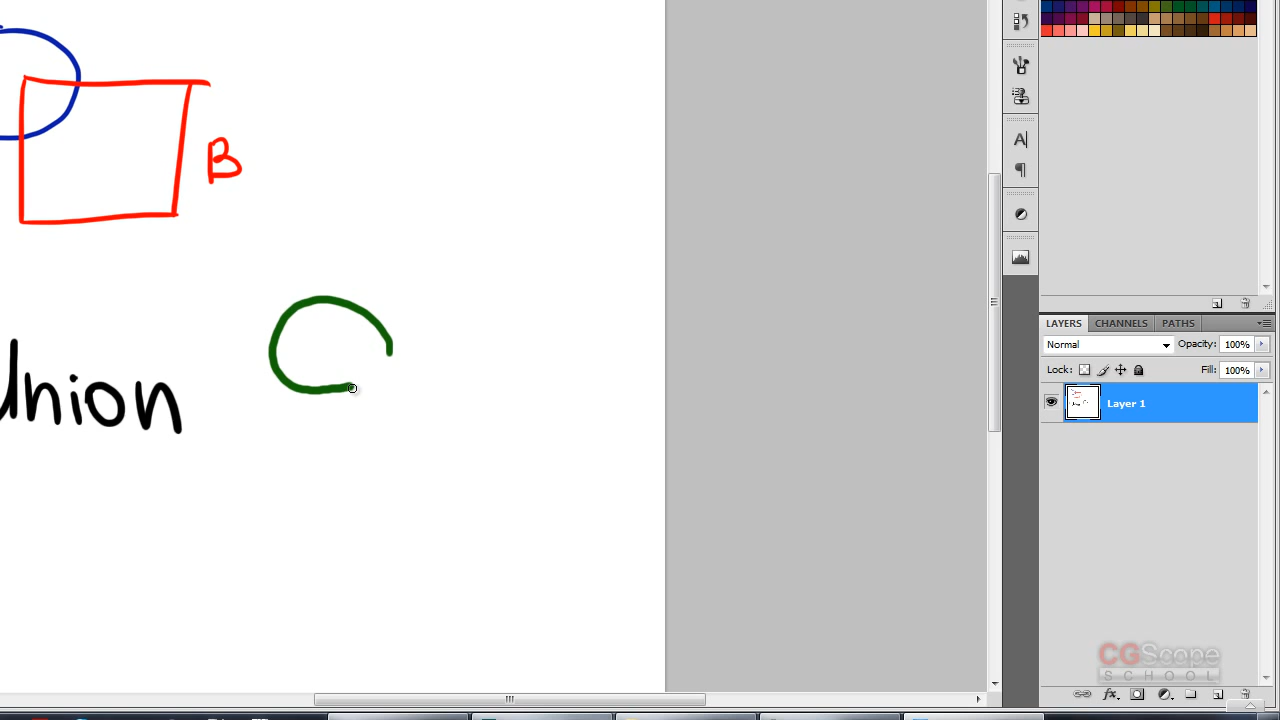 B
Union
A
LAYERS CHANNELS PATHS
Normal Opacity: 100%
Lock: Fill: 100%
Layer 1
CGScope
SCHOOL